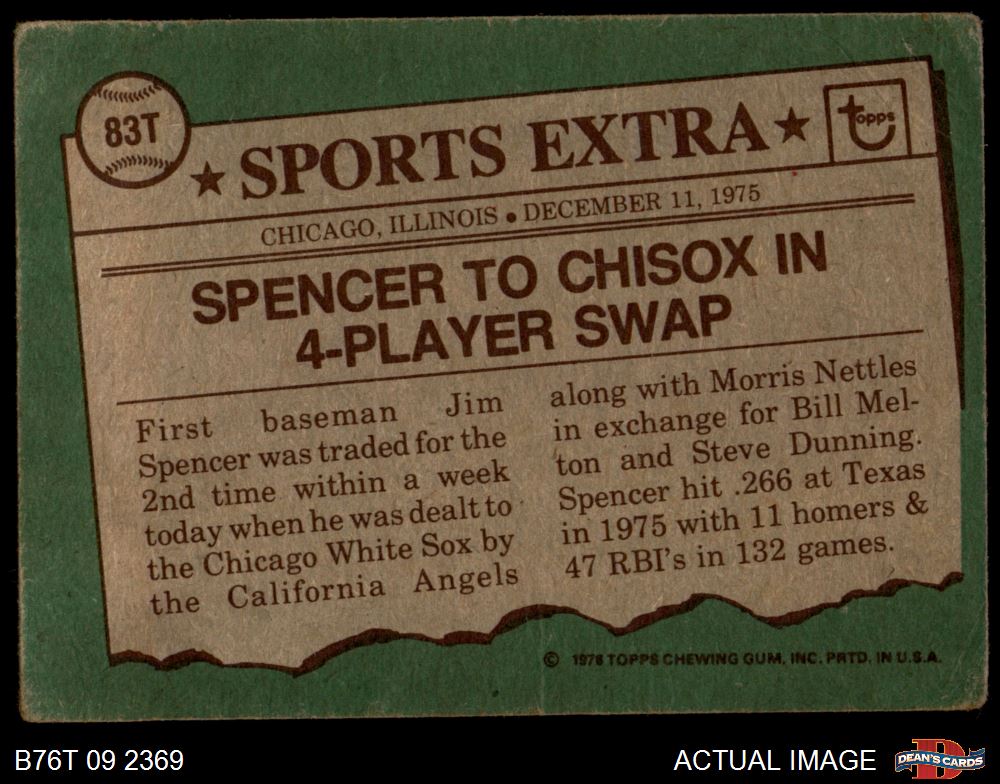 83T
SPORTS EXTRA
topps
CHICAGO, ILLINOIS • DECEMBER 11, 1975
SPENCER TO CHISOX IN
4-PLAYER SWAP
First baseman Jim
Spencer was traded for the
2nd time within a week
today when he was dealt to
the Chicago White Sox by
the California Angels
along with Morris Nettles
in exchange for Bill Mel-
ton and Steve Dunning.
Spencer hit .266 at Texas
in 1975 with 11 homers &
47 RBI's in 132 games.
© 1976 TOPPS CHEWING GUM, INC. PRTD. IN U.S.A.
B76T 09 2369
ACTUAL IMAGE
DEAN'S CARDS